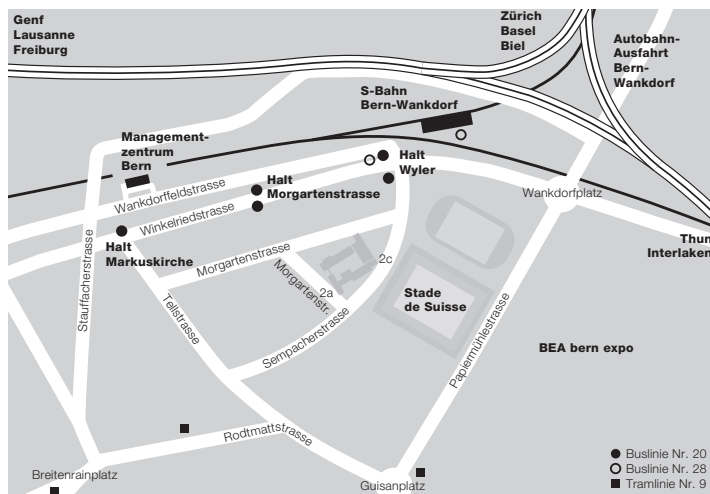 Genf
Lausanne
Freiburg
Zürich
Basel
Biel
Autobahn-
Ausfahrt
Bern-
Wankdorf
S-Bahn
Bern-Wankdorf
Management-
zentrum
Bern
Halt
Wyler
Halt
Morgartenstrasse
Wankdorffeldstrasse
Winkelriedstrasse
Wankdorfplatz
Halt
Markuskirche
Stauffacherstrasse
Morgartenstrasse
Morgartenstr.
2a
2c
Thun
Interlaken
Stade
de Suisse
Tellstrasse
Sempacherstrasse
Papiermühlestrasse
BEA bern expo
Rodtmattstrasse
Breitenrainplatz
Guisanplatz
Buslinie Nr. 20
Buslinie Nr. 28
Tramlinie Nr. 9